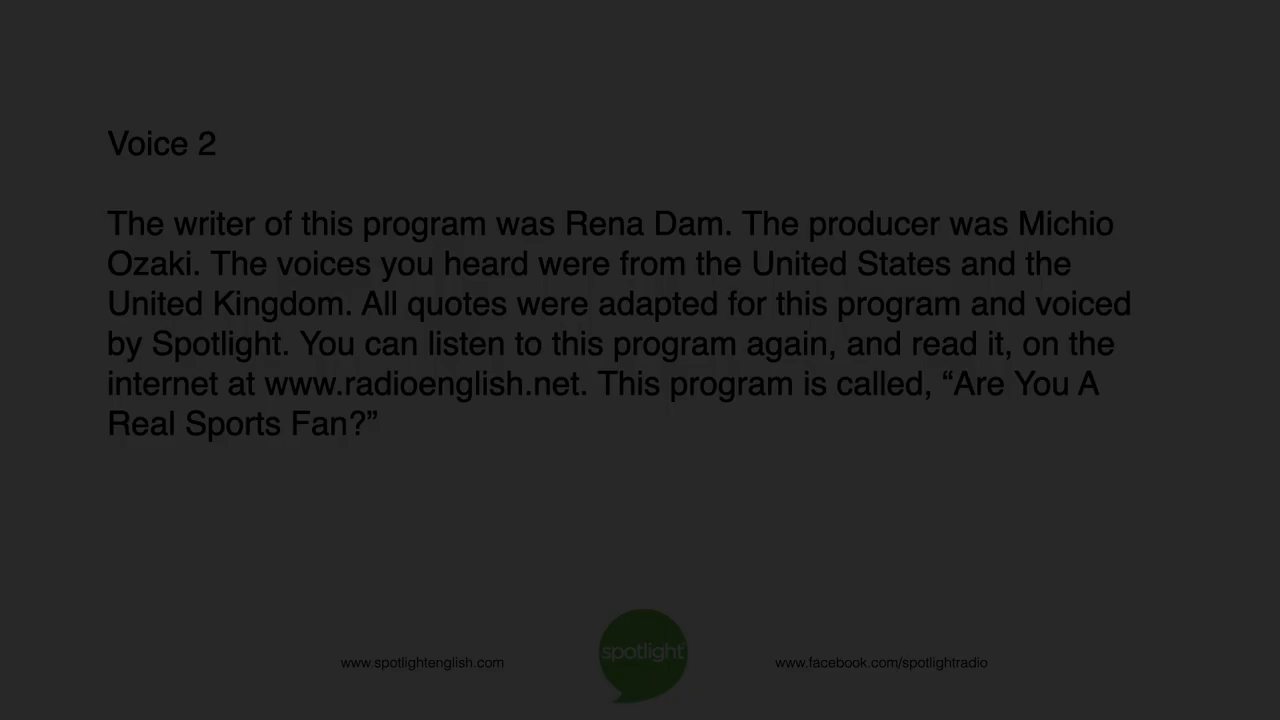 Voice 2
The writer of this program was Rena Dam. The producer was Michio
Ozaki. The voices you heard were from the United States and the
United Kingdom. All quotes were adapted for this program and voiced
by Spotlight. You can listen to this program again, and read it, on the
internet at www.radioenglish.net. This program is called, “Are You A
Real Sports Fan?”
spotlight
www.spotlightenglish.com
www.facebook.com/spotlightradio